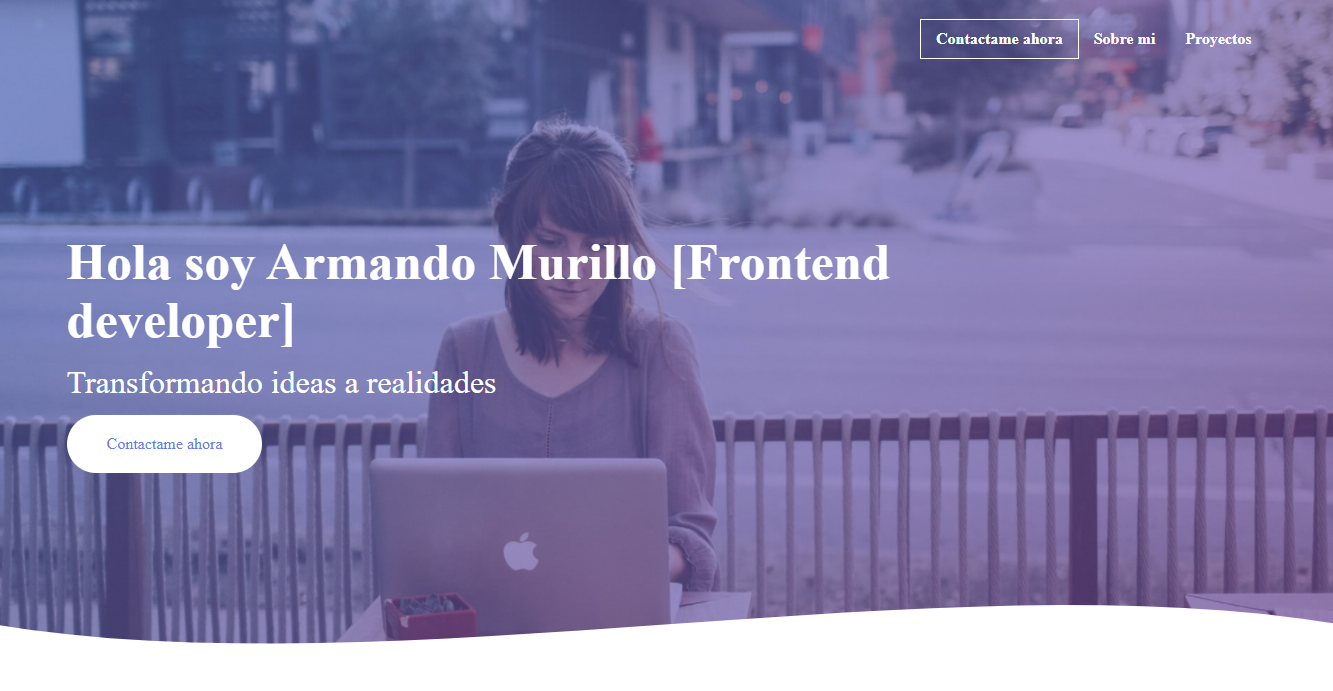 Contactame ahora Sobre mi Proyectos
Hola soy Armando Murillo [Frontend
developer]
Transformando ideas a realidades
Contactame ahora